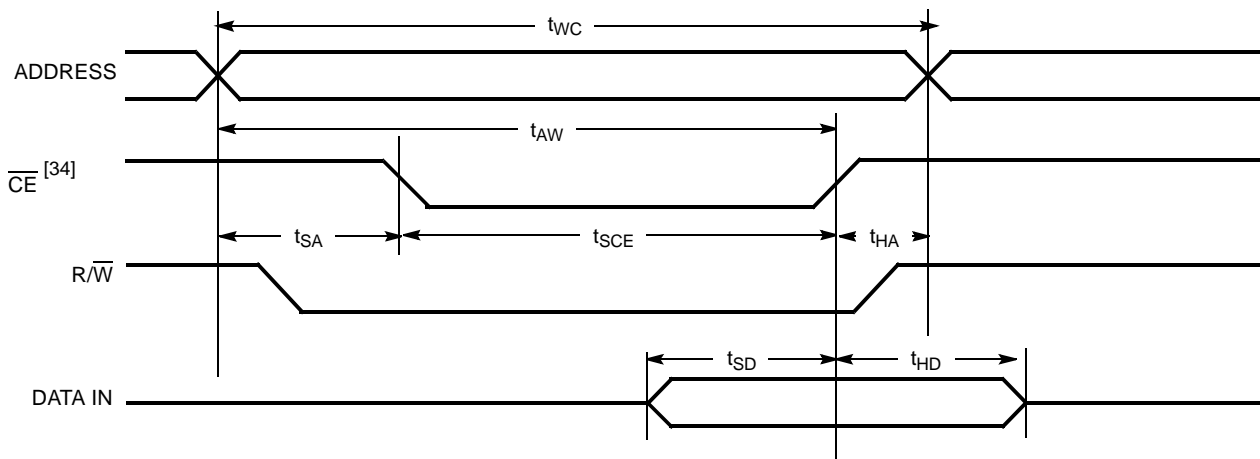 tWC
ADDRESS
tAW
CE [34]
tSA tSCE tHA
R/W
tSD tHD
DATA IN